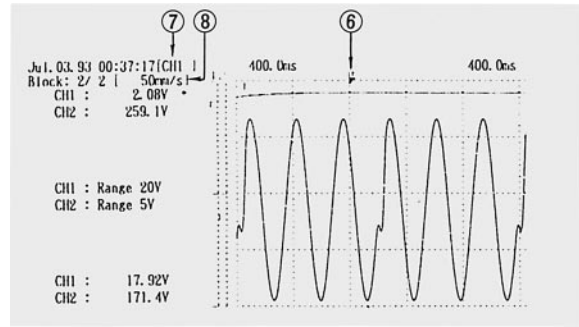 ⑦ ⑧ ⑥
Jul. 03. 93 00:37:17[CH1 ] 400. 0ms 400. 0ms
Block: 2/ 2 [ 50mm/s]
CH1 : 2. 08V
CH2 : 259. 1V
CH1 : Range 20V
CH2 : Range 5V
CH1 : 17. 92V
CH2 : 171. 4V